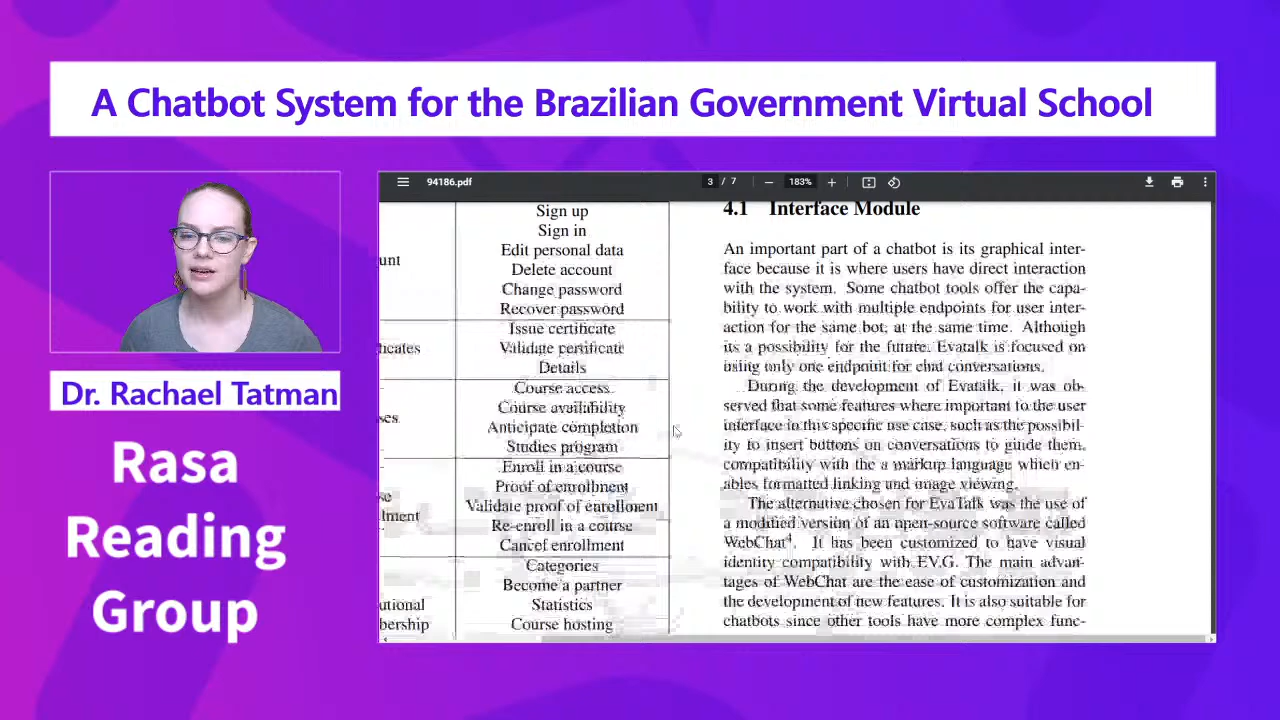 A Chatbot System for the Brazilian Government Virtual School
94186.pdf
3 / 7
183%
Dr. Rachael Tatman
Rasa
Reading
Group
unt
Sign up
Sign in
Edit personal data
Delete account
Change password
Recover password
icates
Issue certificate
Validate certificate
Details
ses
Course access
Course availability
Anticipate completion
Studies program
se
llment
Enroll in a course
Proof of enrollment
Validate proof of enrollment
Re-enroll in a course
Cancel enrollment
utional
bership
Categories
Become a partner
Statistics
Course hosting
4.1 Interface Module
An important part of a chatbot is its graphical inter-
face because it is where users have direct interaction
with the system. Some chatbot tools offer the capa-
bility to work with multiple endpoints for user inter-
action for the same bot, at the same time. Although
its a possibility for the future. Evatalk is focused on
using only one endpoint for chat conversations.
During the development of Evatalk, it was ob-
served that some features where important to the user
interface in this specific use case, such as the possibil-
ity to insert buttons on conversations to guide them,
compatibility with the a markup language which en-
ables formatted linking and image viewing.
The alternative chosen for EvaTalk was the use of
a modified version of an open-source software called
WebChat4. It has been customized to have visual
identity compatibility with EV.G. The main advan-
tages of WebChat are the ease of customization and
the development of new features. It is also suitable for
chatbots since other tools have more complex func-